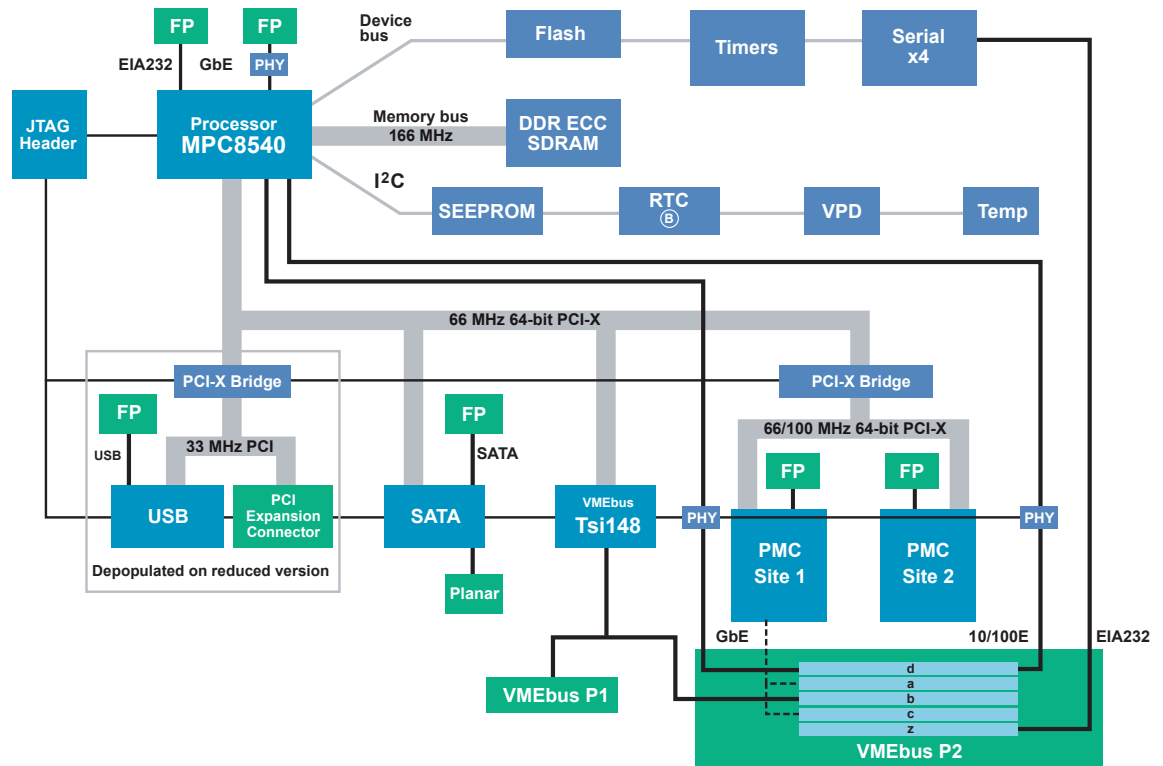 FP
FP
Device
bus
Flash
Timers
Serial
x4
EIA232
GbE
PHY
JTAG
Header
Processor
MPC8540
Memory bus
166 MHz
DDR ECC
SDRAM
I²C
SEEPROM
RTC
B
VPD
Temp
66 MHz 64-bit PCI-X
PCI-X Bridge
PCI-X Bridge
FP
FP
33 MHz PCI
66/100 MHz 64-bit PCI-X
USB
SATA
FP
FP
USB
PCI
Expansion
Connector
SATA
VMEbus
Tsi148
PHY
PHY
PMC
Site 1
PMC
Site 2
Depopulated on reduced version
Planar
GbE
10/100E
EIA232
VMEbus P1
d
a
b
c
z
VMEbus P2